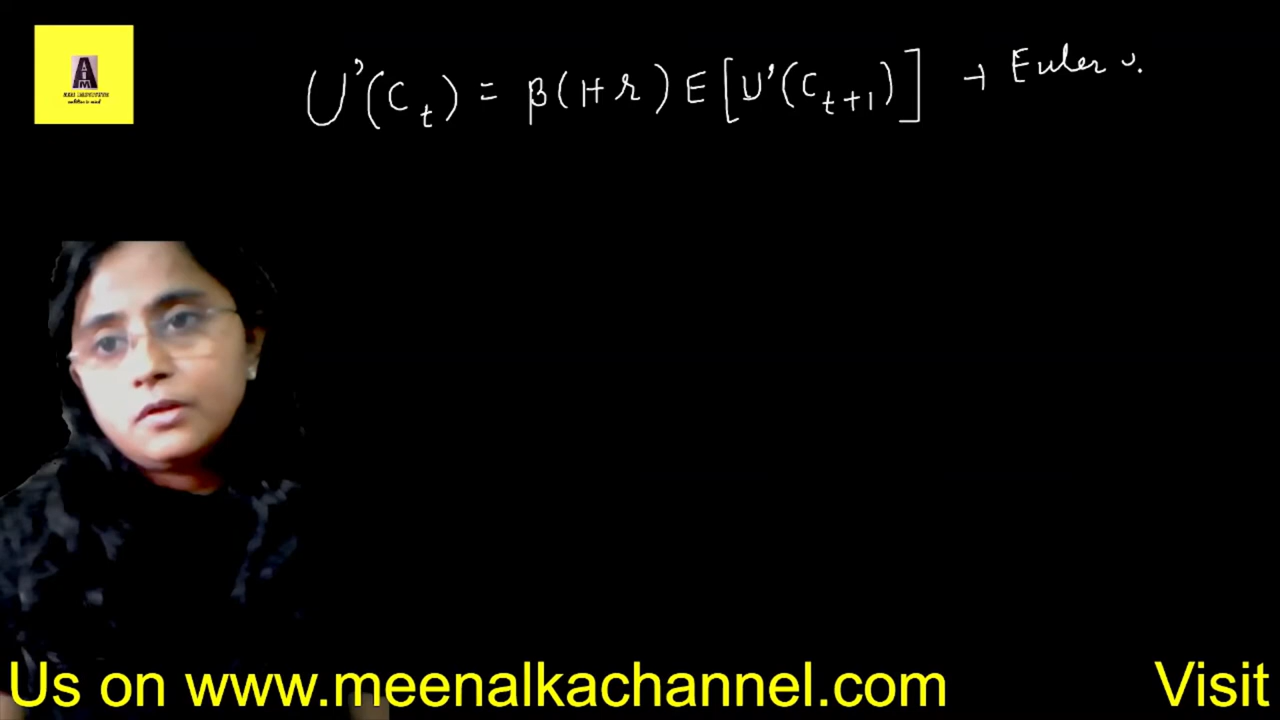 U'(C_t) = β(1+r) E[U'(C_{t+1})] → Euler
Us on www.meenalkachannel.com Visit